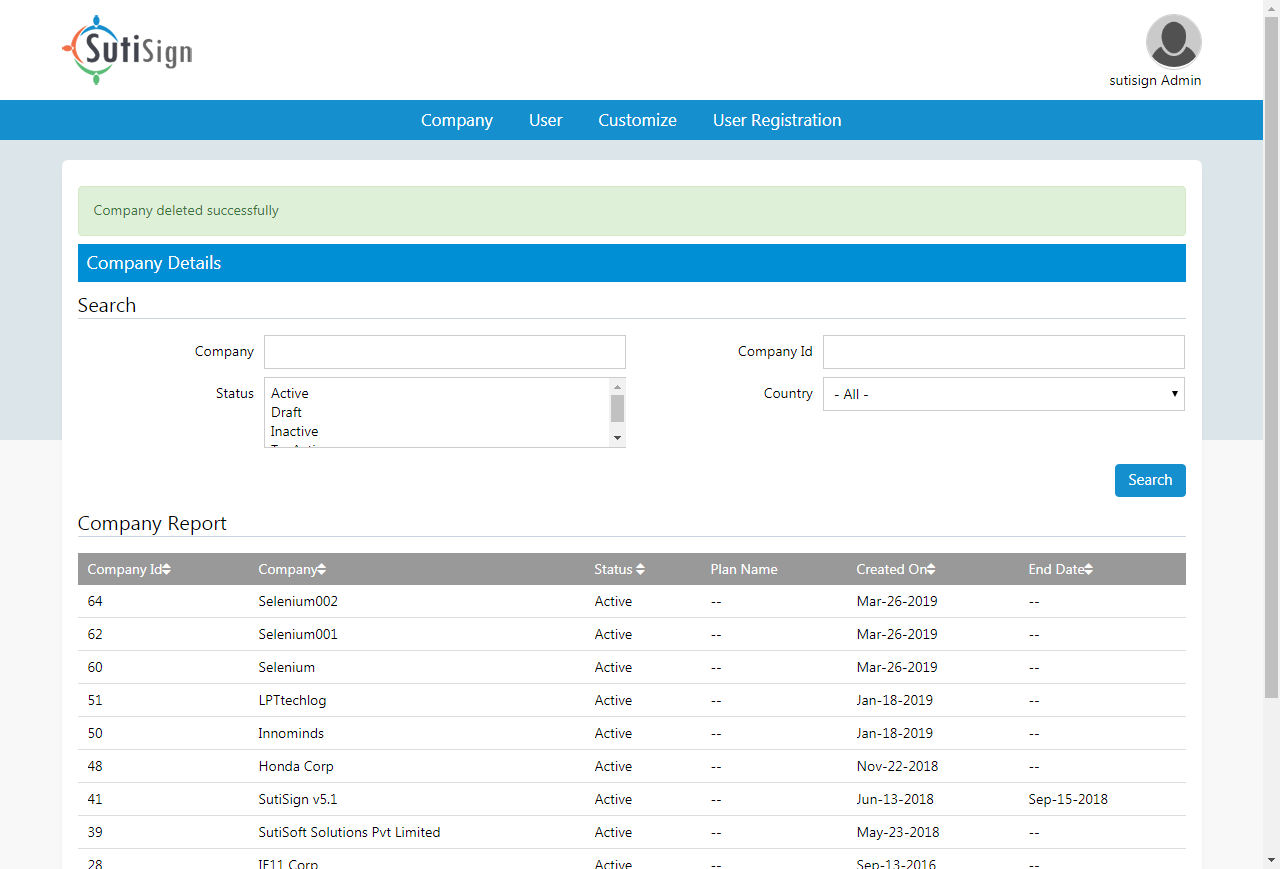 SutiSign
sutisign Admin
Company User Customize User Registration
Company deleted successfully
Company Details
Search
Company Company Id
Status Active Country - All -
Draft
Inactive
Search
Company Report
Company Id Company Status Plan Name Created On End Date
64 Selenium002 Active -- Mar-26-2019 --
62 Selenium001 Active -- Mar-26-2019 --
60 Selenium Active -- Mar-26-2019 --
51 LPTtechlog Active -- Jan-18-2019 --
50 Innominds Active -- Jan-18-2019 --
48 Honda Corp Active -- Nov-22-2018 --
41 SutiSign v5.1 Active -- Jun-13-2018 Sep-15-2018
39 SutiSoft Solutions Pvt Limited Active -- May-23-2018 --
28 IF11 Corp Active -- Sep-13-2016 --